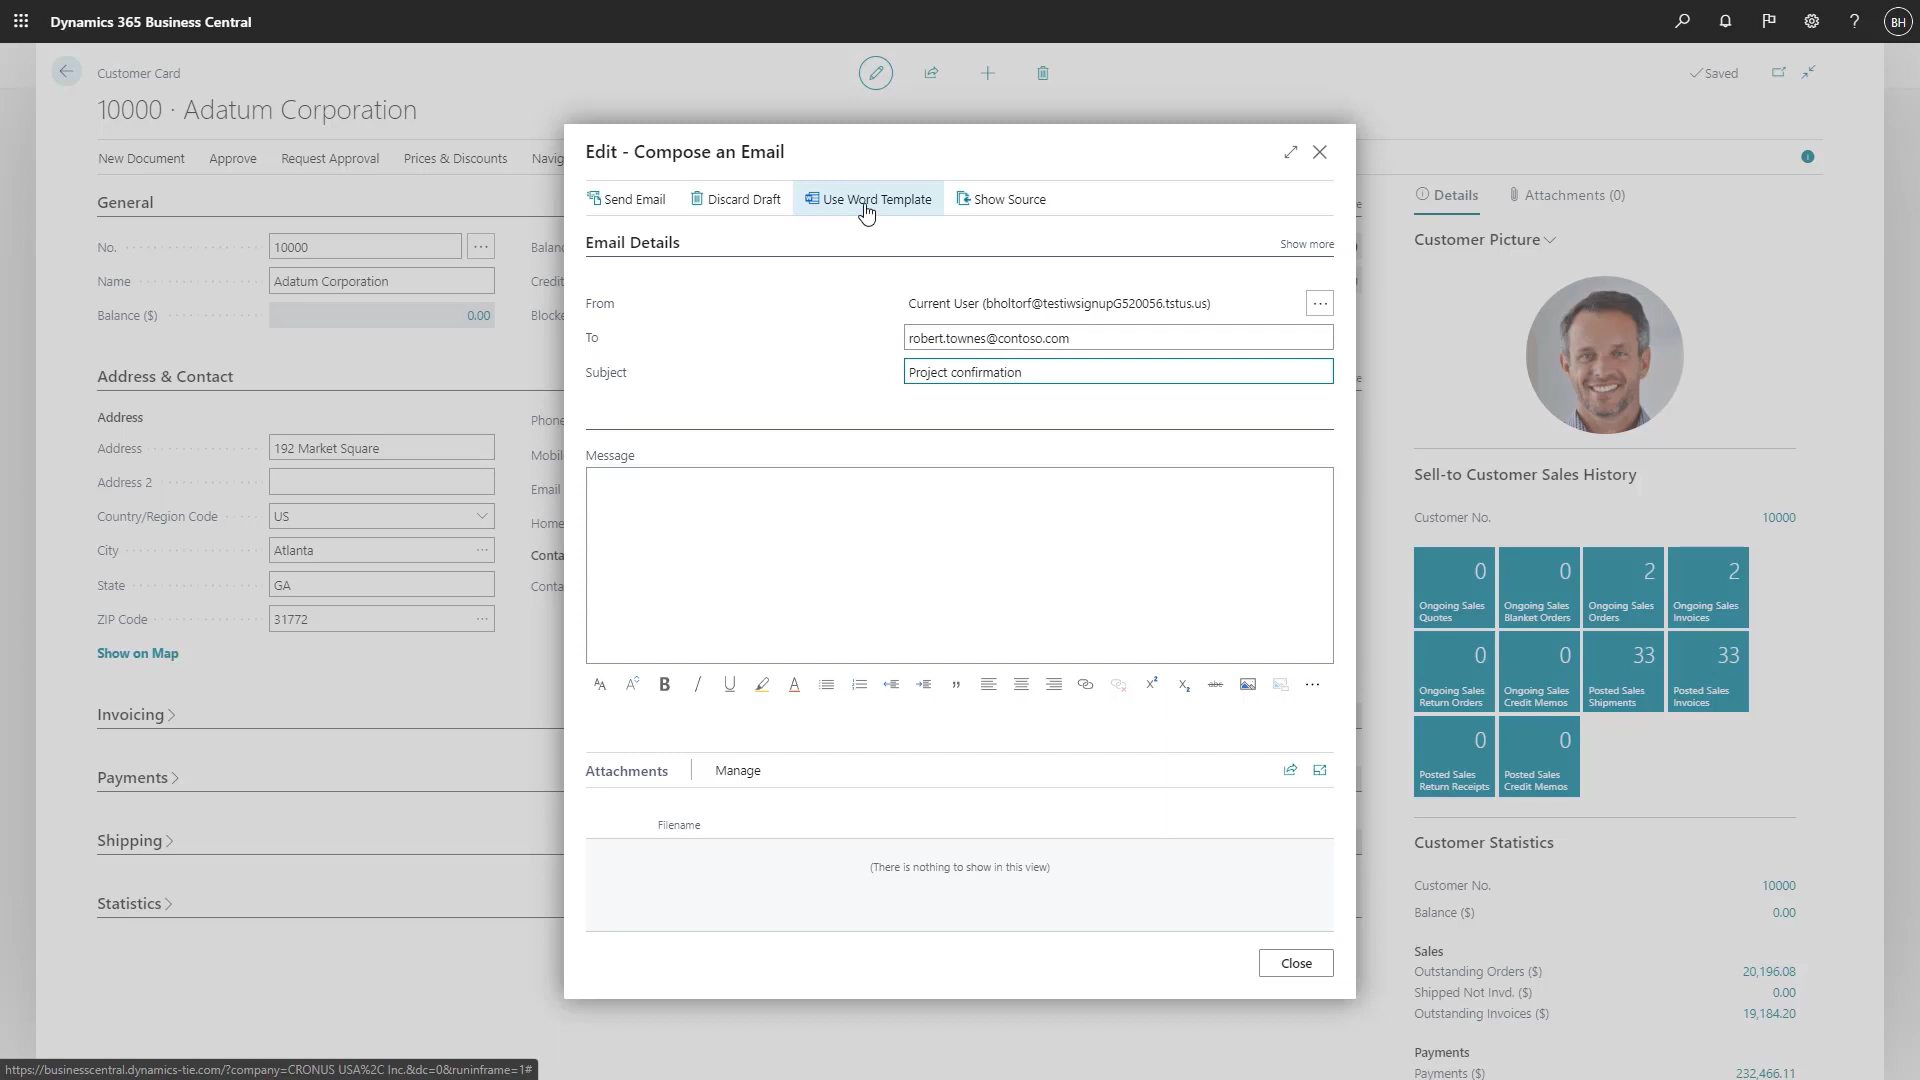 Dynamics 365 Business Central
BH
Customer Card
Saved
10000 · Adatum Corporation
New Document
Approve
Request Approval
Prices & Discounts
Navig
General
No.
10000
Name
Adatum Corporation
Balance ($)
0.00
Balan
Credit
Blocke
Address & Contact
Address
Address
192 Market Square
Address 2
Country/Region Code
US
City
Atlanta
State
GA
ZIP Code
31772
Show on Map
Phone
Mobil
Email
Home
Conta
Conta
Invoicing
Payments
Shipping
Statistics
Edit - Compose an Email
Send Email
Discard Draft
Use Word Template
Show Source
Email Details
Show more
From
Current User (bholtorf@testiwsignupG520056.tstus.us)
To
robert.townes@contoso.com
Subject
Project confirmation
Message
Attachments
Manage
Filename
(There is nothing to show in this view)
Close
Details
Attachments (0)
Customer Picture
Sell-to Customer Sales History
Customer No.
10000
0
Ongoing Sales
Quotes
0
Ongoing Sales
Blanket Orders
2
Ongoing Sales
Orders
2
Ongoing Sales
Invoices
0
Ongoing Sales
Return Orders
0
Ongoing Sales
Credit Memos
33
Posted Sales
Shipments
33
Posted Sales
Invoices
0
Posted Sales
Return Receipts
0
Posted Sales
Credit Memos
Customer Statistics
Customer No.
10000
Balance ($)
0.00
Sales
Outstanding Orders ($)
20,196.08
Shipped Not Invd. ($)
0.00
Outstanding Invoices ($)
19,184.20
Payments
Payments ($)
232,466.11
https://businesscentral.dynamics-tie.com/?company=CRONUS USA%2C Inc.&dc=0&runinframe=1#